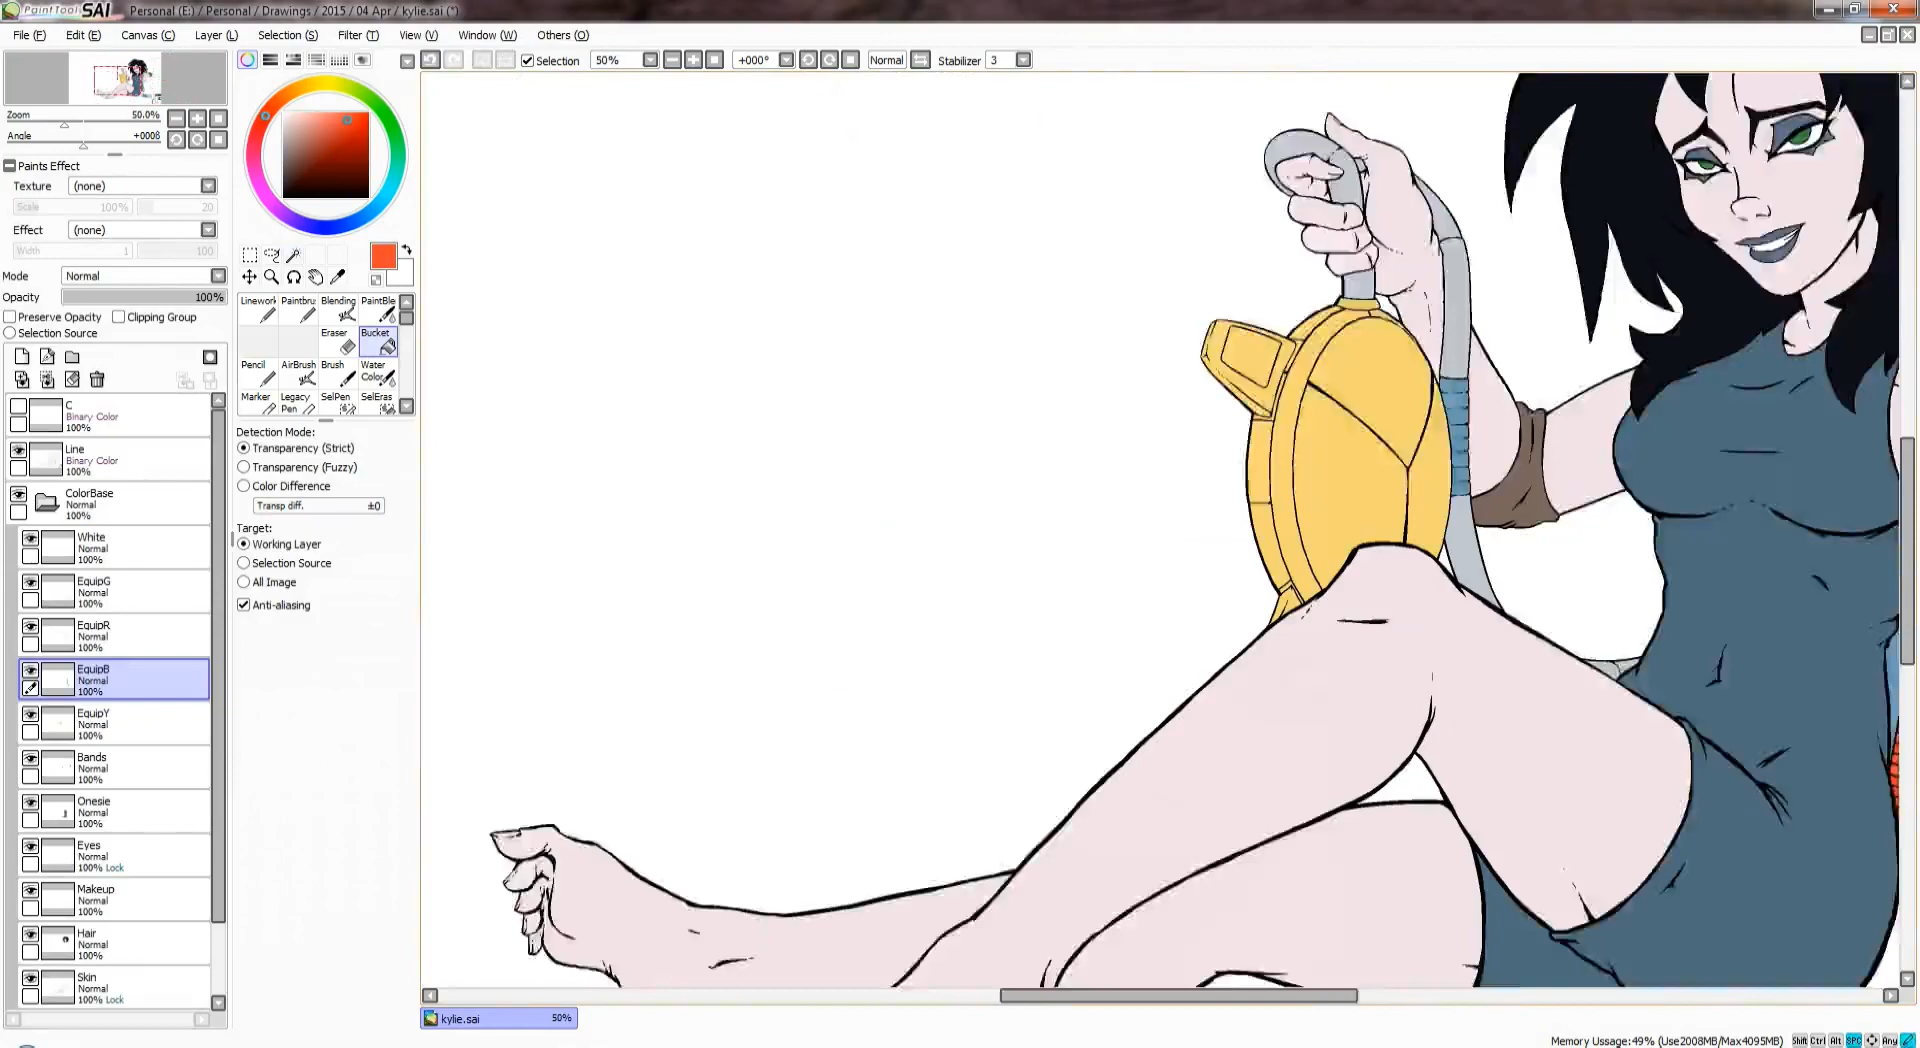 PaintTool SAI Personal (E:) / Personal / Drawings / 2015 / 04 Apr / kylie.sai (*)
File (F) Edit (E) Canvas (C) Layer (L) Selection (S) Filter (T) View (V) Window (W) Others (O)
Selection 50% +000° Normal Stabilizer 3
Zoom 50.0%
Angle +000ß
Paints Effect
Texture (none)
Scale 100% 20
Effect (none)
Width 1 100
Mode Normal
Opacity 100%
Preserve Opacity Clipping Group
Selection Source
C
Binary Color
100%
Line
Binary Color
100%
ColorBase
Normal
100%
White
Normal
100%
EquipG
Normal
100%
EquipR
Normal
100%
EquipB
Normal
100%
EquipY
Normal
100%
Bands
Normal
100%
Onesie
Normal
100%
Eyes
Normal
100% Lock
Makeup
Normal
100%
Hair
Normal
100%
Skin
Normal
100% Lock
Linework Paintbru Blending PaintBle
Eraser Bucket
Pencil AirBrush Brush Water Color
Marker Legacy Pen SelPen SelEras
Detection Mode:
Transparency (Strict)
Transparency (Fuzzy)
Color Difference
Transp diff. ±0
Target:
Working Layer
Selection Source
All Image
Anti-aliasing
kylie.sai 50%
Memory Ussage:49% (Use2008MB/Max4095MB) Shift Ctrl Alt SPC Any